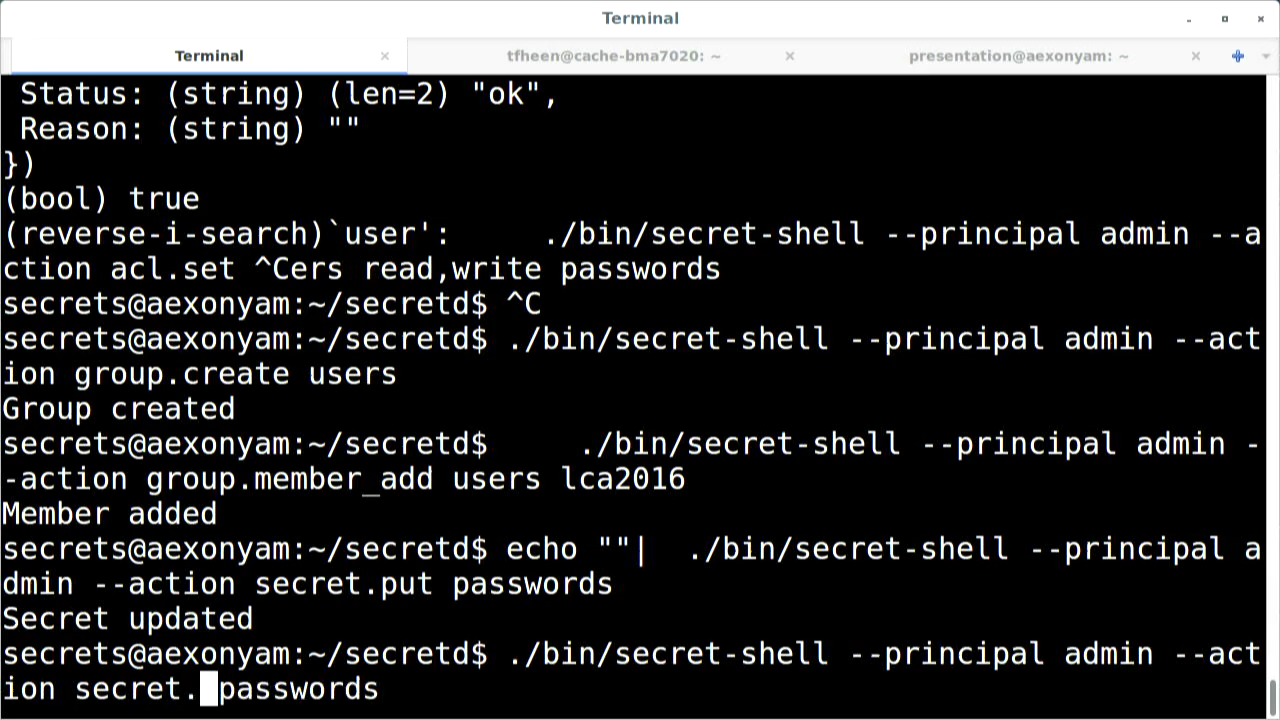 Terminal
Terminal
tfheen@cache-bma7020: ~
presentation@aexonyam: ~
Status: (string) (len=2) "ok",
Reason: (string) ""
})
(bool) true
(reverse-i-search)`user':     ./bin/secret-shell --principal admin --a
ction acl.set ^Cers read,write passwords
secrets@aexonyam:~/secretd$ ^C
secrets@aexonyam:~/secretd$ ./bin/secret-shell --principal admin --act
ion group.create users
Group created
secrets@aexonyam:~/secretd$     ./bin/secret-shell --principal admin -
-action group.member_add users lca2016
Member added
secrets@aexonyam:~/secretd$ echo ""|  ./bin/secret-shell --principal a
dmin --action secret.put passwords
Secret updated
secrets@aexonyam:~/secretd$ ./bin/secret-shell --principal admin --act
ion secret. passwords